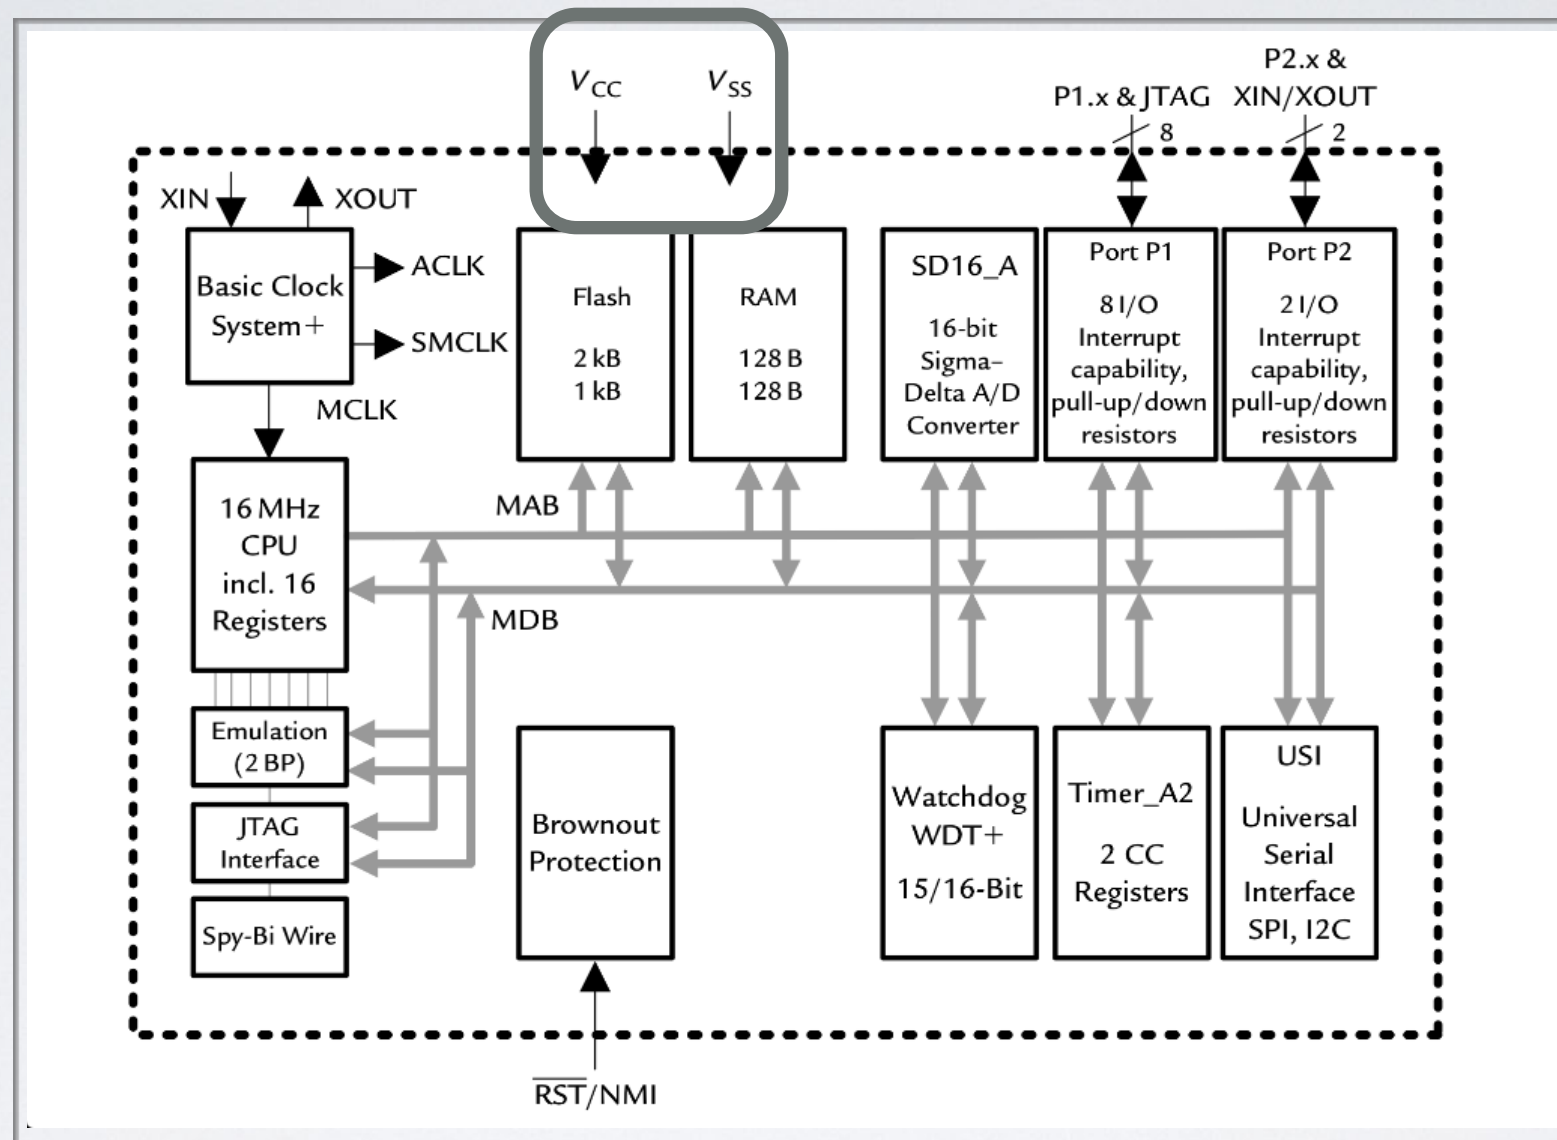 VCC
VSS
P1.x & JTAG
8
P2.x &
XIN/XOUT
2
XIN
XOUT
Basic Clock
System+
ACLK
SMCLK
MCLK
Flash
2 kB
1 kB
RAM
128 B
128 B
SD16_A
16-bit
Sigma–
Delta A/D
Converter
Port P1
8 I/O
Interrupt
capability,
pull-up/down
resistors
Port P2
2 I/O
Interrupt
capability,
pull-up/down
resistors
16 MHz
CPU
incl. 16
Registers
MAB
MDB
Emulation
(2 BP)
JTAG
Interface
Spy-Bi Wire
Brownout
Protection
Watchdog
WDT+
15/16-Bit
Timer_A2
2 CC
Registers
USI
Universal
Serial
Interface
SPI, I2C
RST/NMI